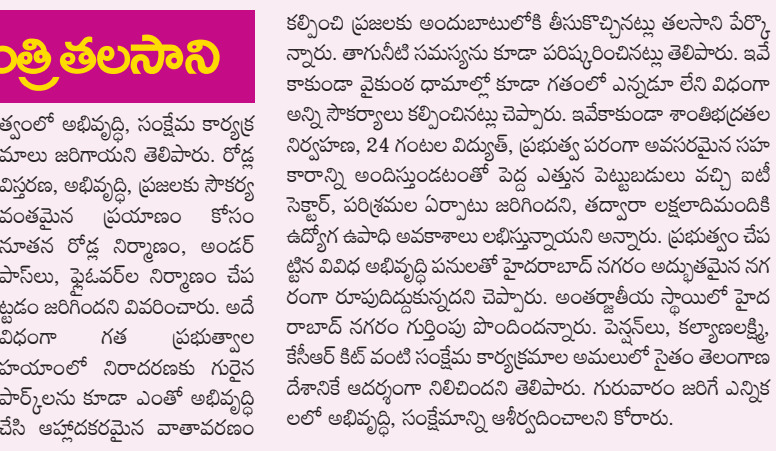 త్రి తలసాని
త్వంలో అభివృద్ధి, సంక్షేమ కార్యక్ర
మాలు జరిగాయని తెలిపారు. రోడ్ల
విస్తరణ, అభివృద్ధి, ప్రజలకు సౌకర్య
వంతమైన ప్రయాణం కోసం
నూతన రోడ్ల నిర్మాణం, అండర్
పాస్‌లు, ఫ్లైఓవర్‌ల నిర్మాణం చేప
ట్టడం జరిగిందని వివరించారు. అదే
విధంగా గత ప్రభుత్వాల
హయాంలో నిరాదరణకు గురైన
పార్క్‌లను కూడా ఎంతో అభివృద్ధి
చేసి ఆహ్లాదకరమైన వాతావరణం
కల్పించి ప్రజలకు అందుబాటులోకి తీసుకొచ్చినట్లు తలసాని పేర్కొ
న్నారు. తాగునీటి సమస్యను కూడా పరిష్కరించినట్లు తెలిపారు. ఇవే
కాకుండా వైకుంఠ ధామాల్లో కూడా గతంలో ఎన్నడూ లేని విధంగా
అన్ని సౌకర్యాలు కల్పించినట్లు చెప్పారు. ఇవేకాకుండా శాంతిభద్రతల
నిర్వహణ, 24 గంటల విద్యుత్, ప్రభుత్వ పరంగా అవసరమైన సహ
కారాన్ని అందిస్తుండటంతో పెద్ద ఎత్తున పెట్టుబడులు వచ్చి ఐటీ
సెక్టార్, పరిశ్రమల ఏర్పాటు జరిగిందని, తద్వారా లక్షలాదిమందికి
ఉద్యోగ ఉపాధి అవకాశాలు లభిస్తున్నాయని అన్నారు. ప్రభుత్వం చేప
ట్టిన వివిధ అభివృద్ధి పనులతో హైదరాబాద్ నగరం అద్భుతమైన నగ
రంగా రూపుదిద్దుకున్నదని చెప్పారు. అంతర్జాతీయ స్థాయిలో హైద
రాబాద్ నగరం గుర్తింపు పొందిందన్నారు. పెన్షన్‌లు, కల్యాణలక్ష్మి,
కేసీఆర్ కిట్ వంటి సంక్షేమ కార్యక్రమాల అమలులో సైతం తెలంగాణ
దేశానికే ఆదర్శంగా నిలిచిందని తెలిపారు. గురువారం జరిగే ఎన్నిక
లలో అభివృద్ధి, సంక్షేమాన్ని ఆశీర్వదించాలని కోరారు.